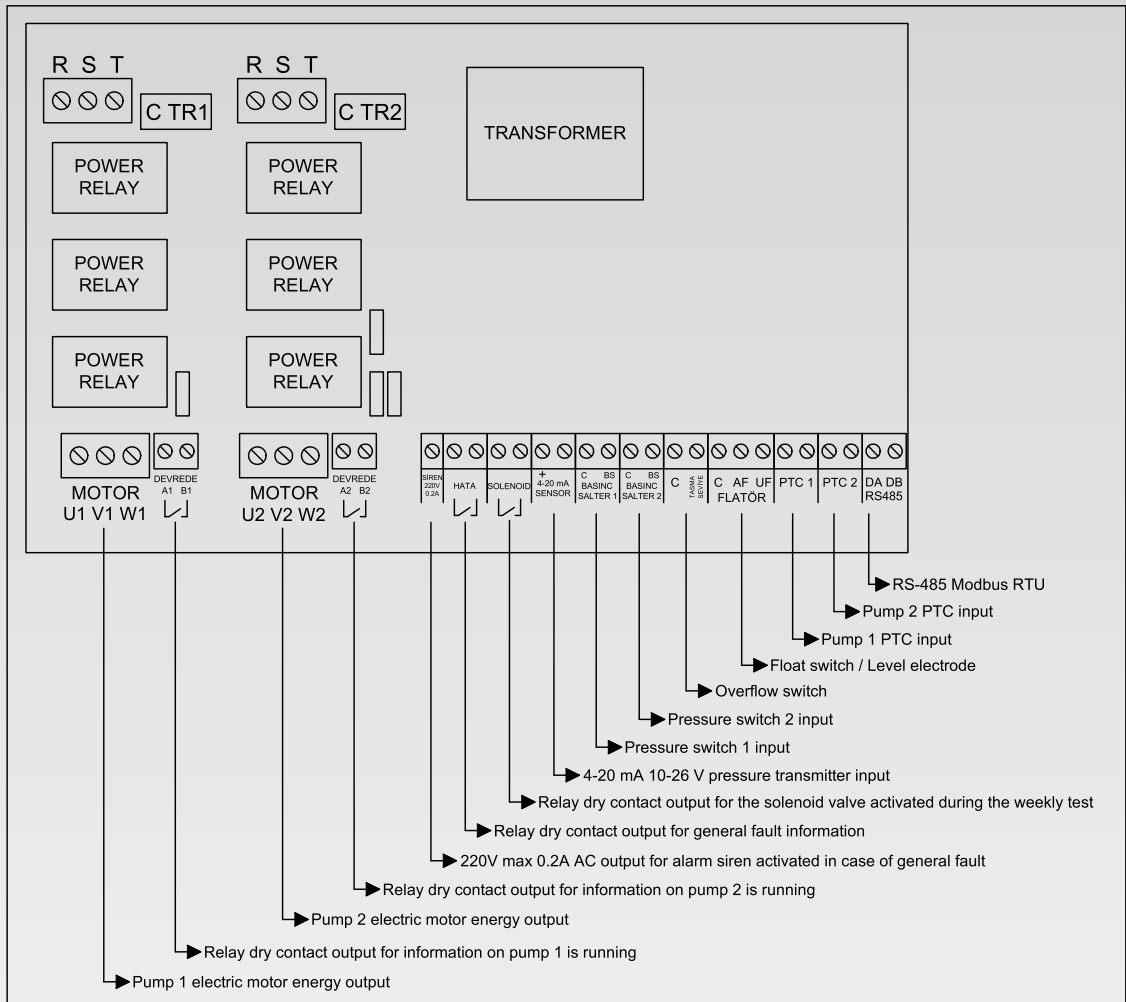 R S T
C TR1
R S T
C TR2
TRANSFORMER
POWER
RELAY
POWER
RELAY
POWER
RELAY
POWER
RELAY
POWER
RELAY
POWER
RELAY
MOTOR
U1 V1 W1
DEVREDE
A1 B1
MOTOR
U2 V2 W2
DEVREDE
A2 B2
SİREN
220V
0.2A
HATA
SOLENOID
+
4-20 mA
SENSOR
C BS
BASINC
SALTER 1
C BS
BASINC
SALTER 2
C
TASMA
SEVİYE
C AF UF
FLATÖR
PTC 1
PTC 2
DA DB
RS485
RS-485 Modbus RTU
Pump 2 PTC input
Pump 1 PTC input
Float switch / Level electrode
Overflow switch
Pressure switch 2 input
Pressure switch 1 input
4-20 mA 10-26 V pressure transmitter input
Relay dry contact output for the solenoid valve activated during the weekly test
Relay dry contact output for general fault information
220V max 0.2A AC output for alarm siren activated in case of general fault
Relay dry contact output for information on pump 2 is running
Pump 2 electric motor energy output
Relay dry contact output for information on pump 1 is running
Pump 1 electric motor energy output